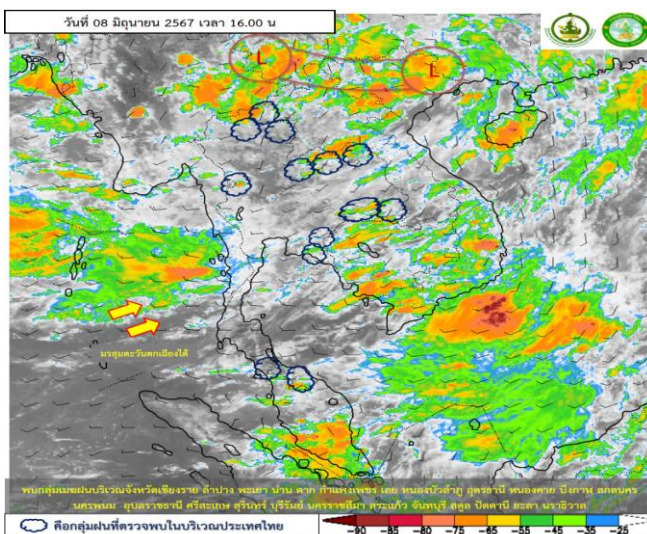 วันที่ 08 มิถุนายน 2567 เวลา 16.00 น
L
L
มรสุมตะวันตกเฉียงใต้
พบกลุ่มเมฆฝนบริเวณจังหวัดเชียงราย ลำปาง พะเยา น่าน ตาก กำแพงเพชร เลย หนองบัวลำภู อุดรธานี หนองคาย บึงกาฬ สกลนคร
นครพนม อุบลราชธานี ศรีสะเกษ สุรินทร์ บุรีรัมย์ นครราชสีมา สระแก้ว จันทบุรี สตูล ปัตตานี ยะลา นราธิวาส
คือกลุ่มฝนที่ตรวจพบในบริเวณประเทศไทย
-90 -85 -75 -65 -55 -45 -35 -25